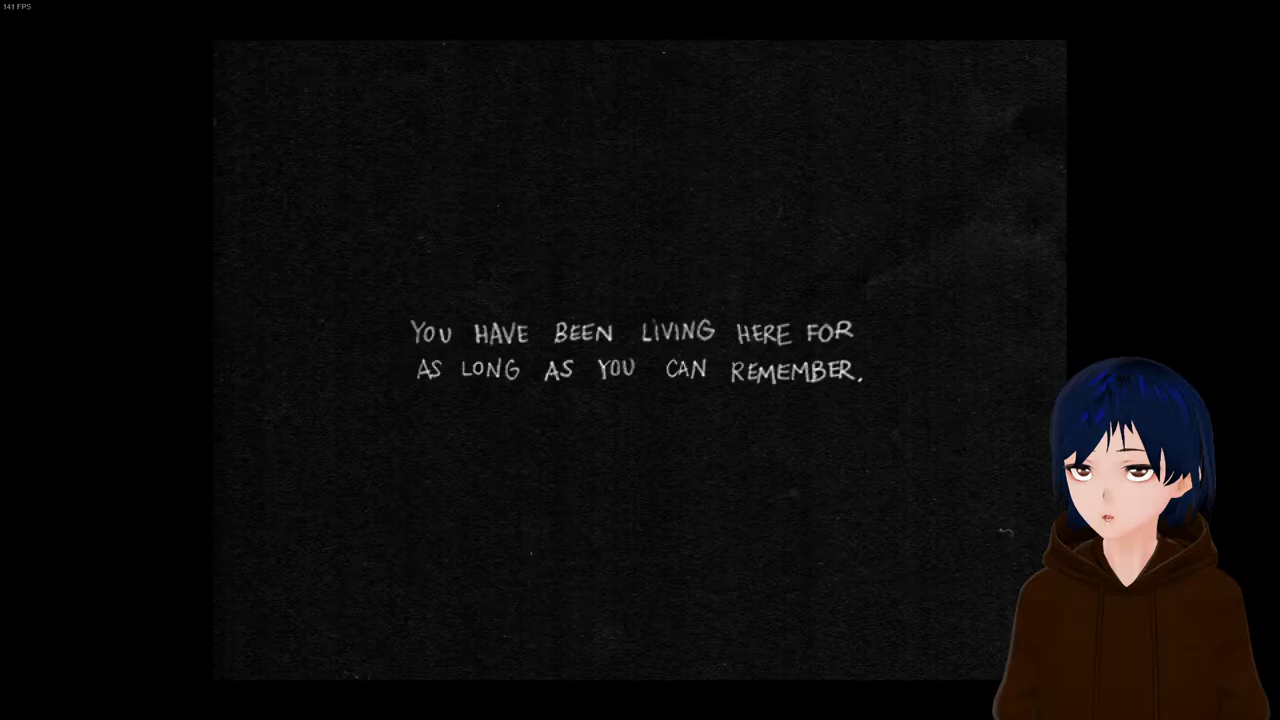 141 FPS
YOU HAVE BEEN LIVING HERE FOR
AS LONG AS YOU CAN REMEMBER.